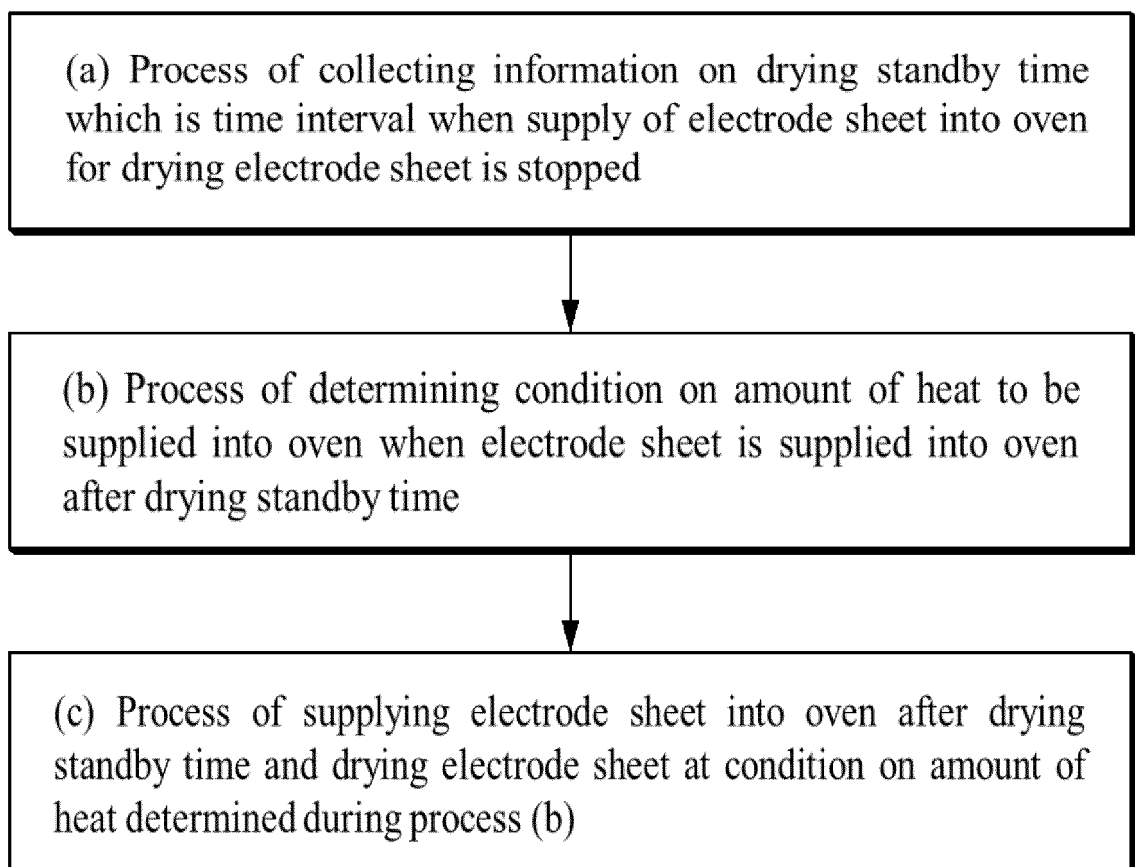 (a) Process of collecting information on drying standby time
which is time interval when supply of electrode sheet into oven
for drying electrode sheet is stopped
(b) Process of determining condition on amount of heat to be
supplied into oven when electrode sheet is supplied into oven
after drying standby time
(c) Process of supplying electrode sheet into oven after drying
standby time and drying electrode sheet at condition on amount of
heat determined during process (b)